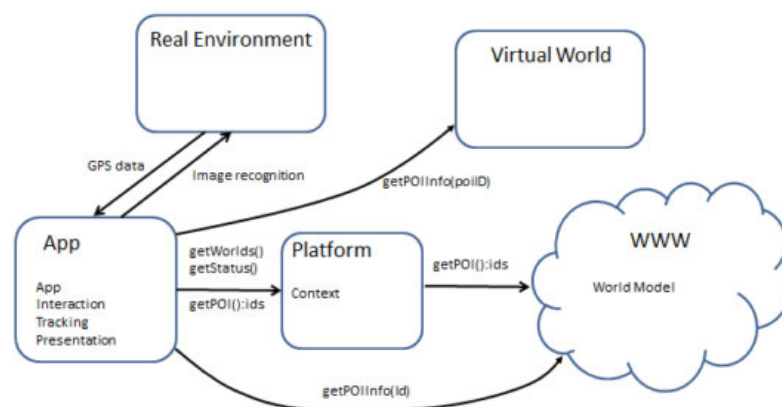 Real Environment
Virtual World
GPS data
Image recognition
getPOIInfo(poiID)
App
App
Interaction
Tracking
Presentation
getWorlds()
getStatus()
getPOI():ids
Platform
Context
getPOI():ids
WWW
World Model
getPOIInfo(Id)